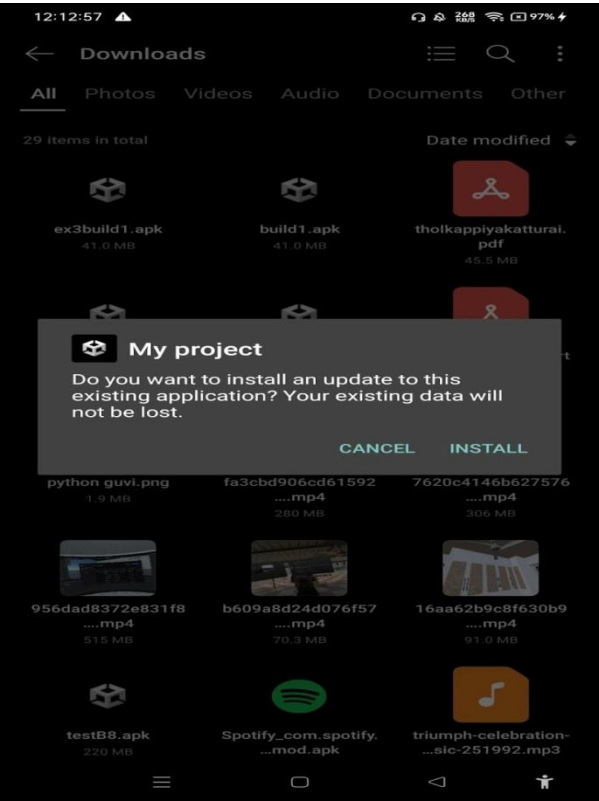 12:12:57
268 KB/S
97%
Downloads
All Photos Videos Audio Documents Other
29 items in total
Date modified
ex3build1.apk
41.0 MB
build1.apk
41.0 MB
tholkappiyakatturai.
pdf
45.5 MB
My project
Do you want to install an update to this
existing application? Your existing data will
not be lost.
CANCEL INSTALL
python guvi.png
1.9 MB
fa3cbd906cd61592
....mp4
280 MB
7620c4146b627576
....mp4
306 MB
956dad8372e831f8
....mp4
515 MB
b609a8d24d076f57
....mp4
70.3 MB
16aa62b9c8f630b9
....mp4
91.0 MB
testB8.apk
220 MB
Spotify_com.spotify.
...mod.apk
triumph-celebration-
...sic-251992.mp3